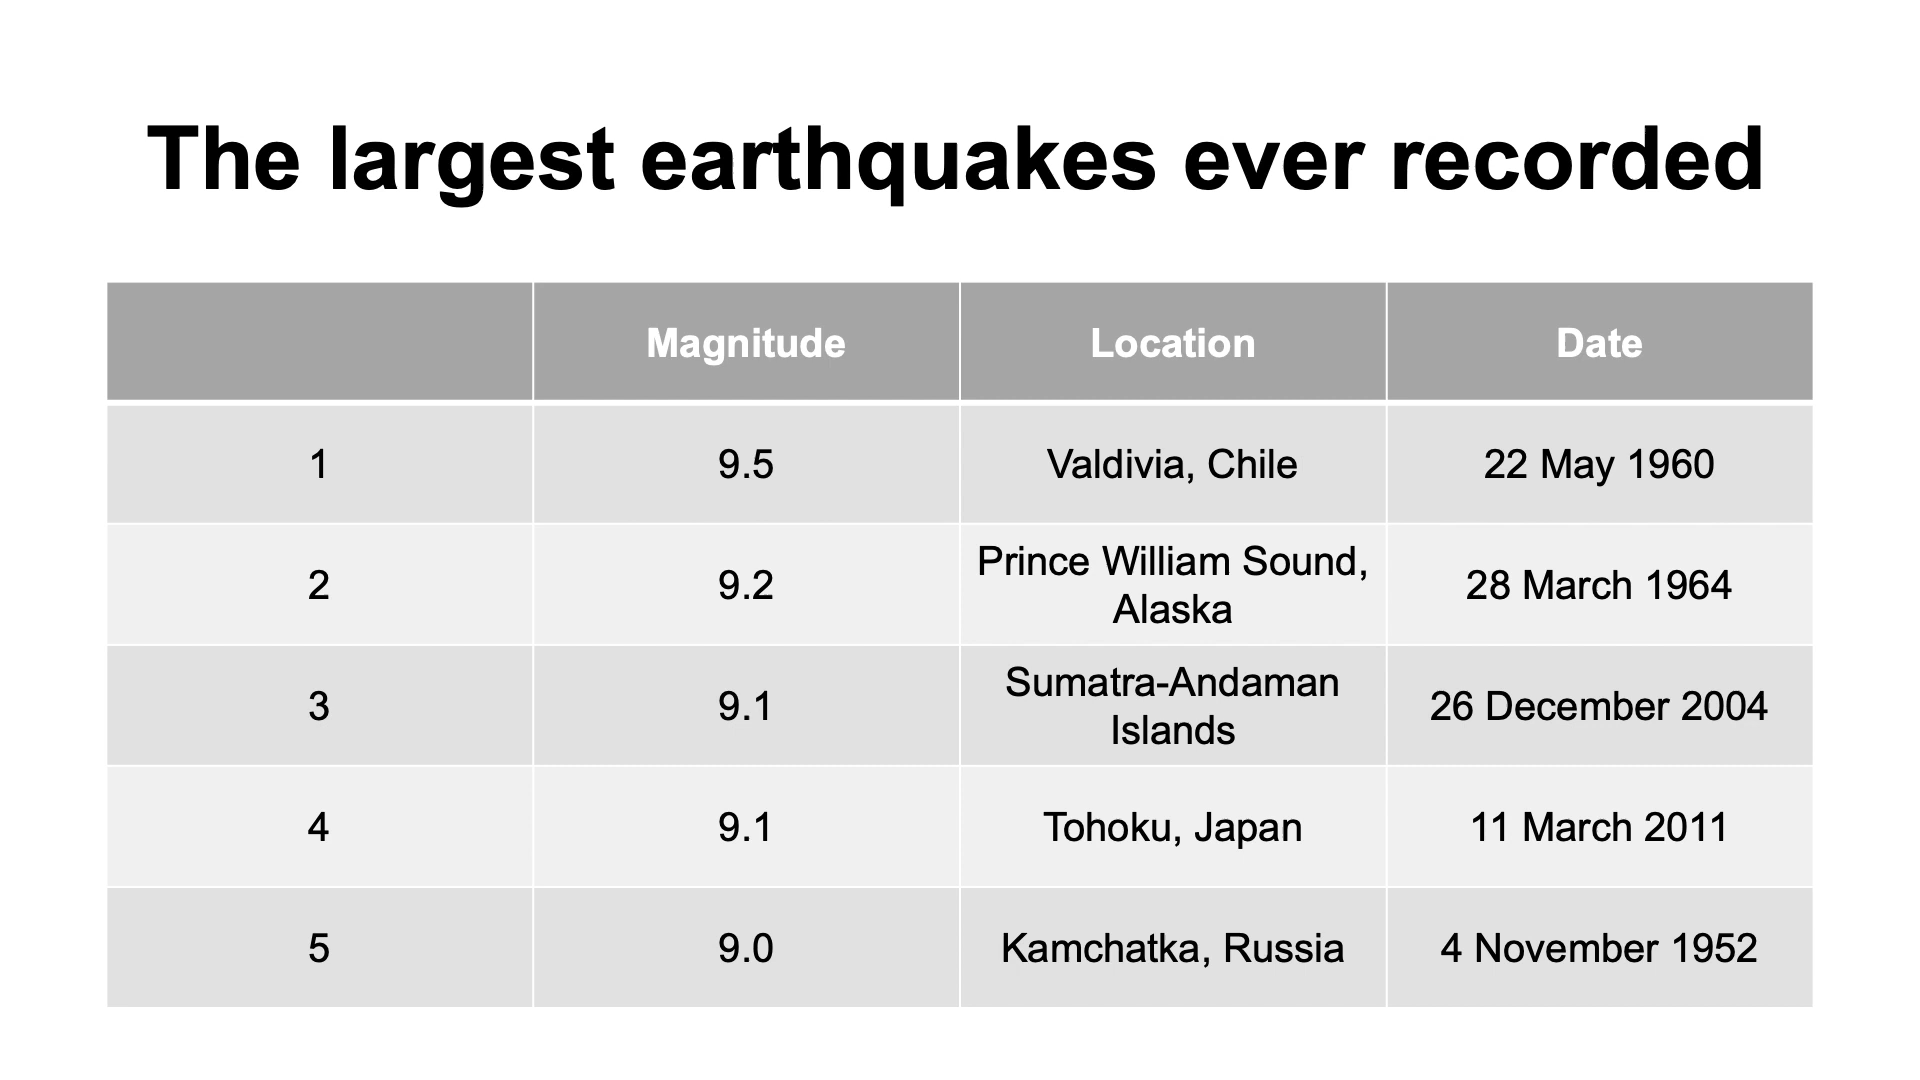 The largest earthquakes ever recorded
Magnitude Location Date
1 9.5 Valdivia, Chile 22 May 1960
2 9.2 Prince William Sound,
Alaska 28 March 1964
3 9.1 Sumatra-Andaman
Islands 26 December 2004
4 9.1 Tohoku, Japan 11 March 2011
5 9.0 Kamchatka, Russia 4 November 1952